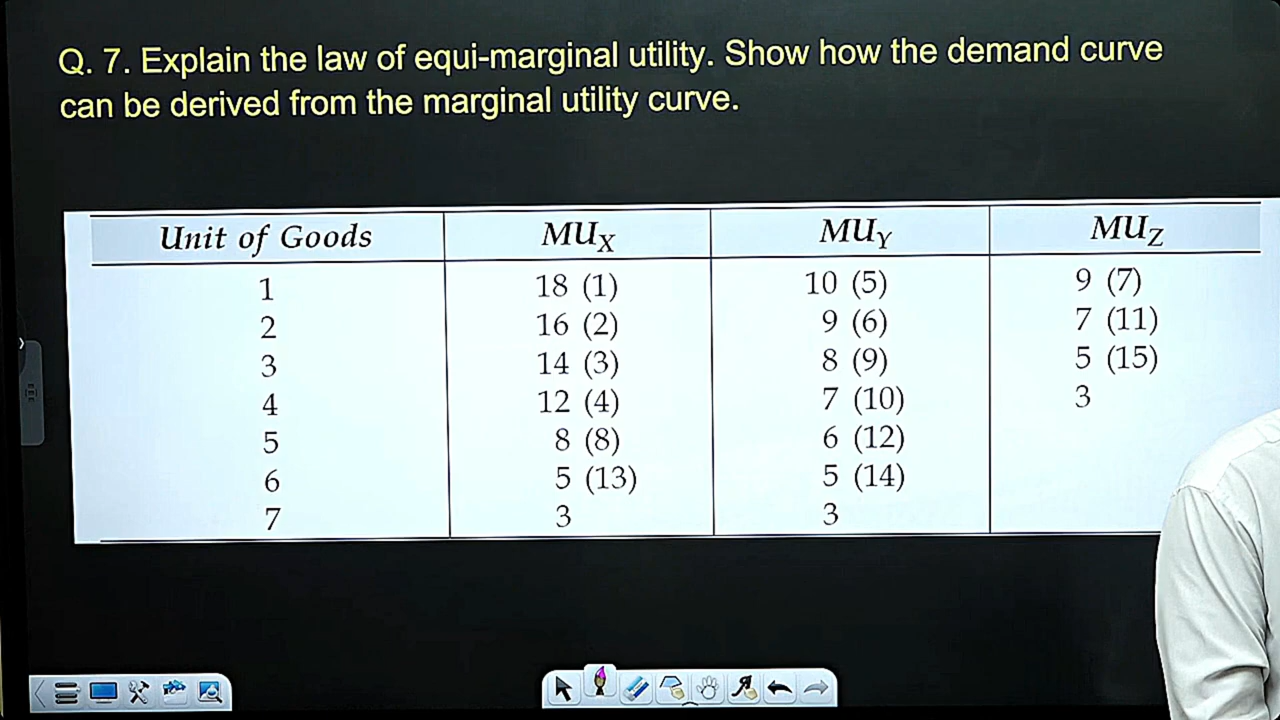 Q. 7. Explain the law of equi-marginal utility. Show how the demand curve
can be derived from the marginal utility curve.
Unit of Goods MUX MUY MUZ
1 18 (1) 10 (5) 9 (7)
2 16 (2) 9 (6) 7 (11)
3 14 (3) 8 (9) 5 (15)
4 12 (4) 7 (10) 3
5 8 (8) 6 (12)
6 5 (13) 5 (14)
7 3 3